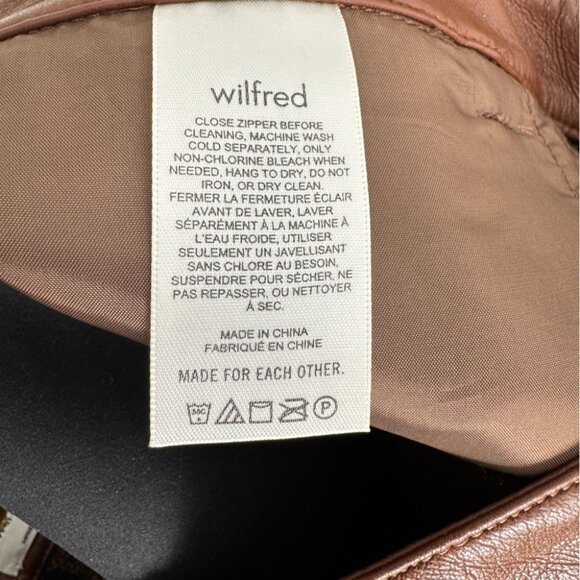 wilfred
CLOSE ZIPPER BEFORE
CLEANING, MACHINE WASH
COLD SEPARATELY, ONLY
NON-CHLORINE BLEACH WHEN
NEEDED, HANG TO DRY, DO NOT
IRON, OR DRY CLEAN.
FERMER LA FERMETURE ÉCLAIR
AVANT DE LAVER, LAVER
SÉPARÉMENT À LA MACHINE À
L'EAU FROIDE, UTILISER
SEULEMENT UN JAVELLISANT
SANS CHLORE AU BESOIN.
SUSPENDRE POUR SÉCHER. NE
PAS REPASSER, OU NETTOYER
À SEC.
MADE IN CHINA
FABRIQUÉ EN CHINE
MADE FOR EACH OTHER.
30C P